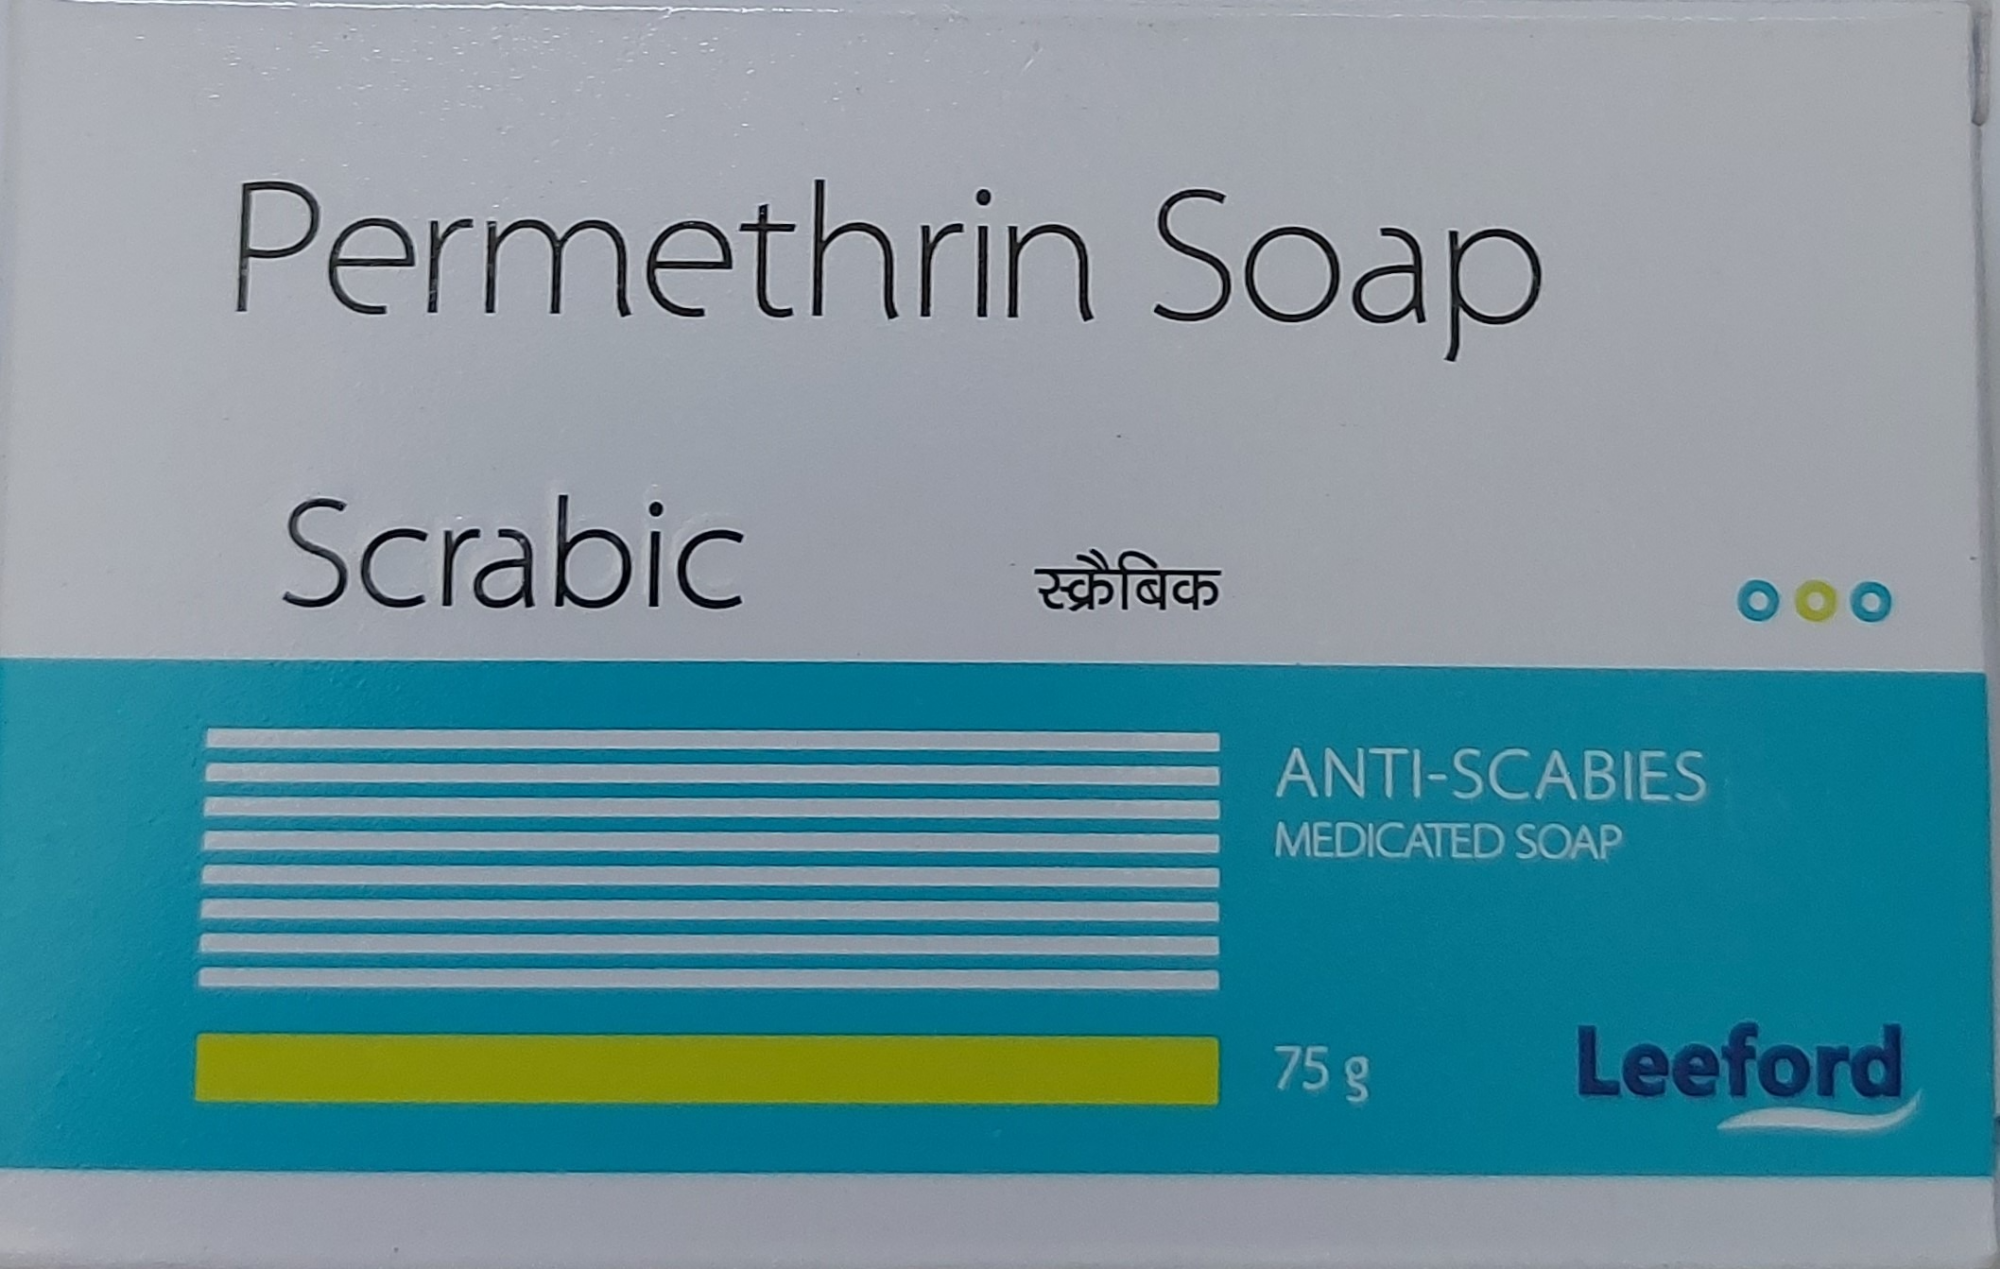 Permethrin Soap
Scrabic स्क्रैबिक
ANTI-SCABIES
MEDICATED SOAP
75 g Leeford